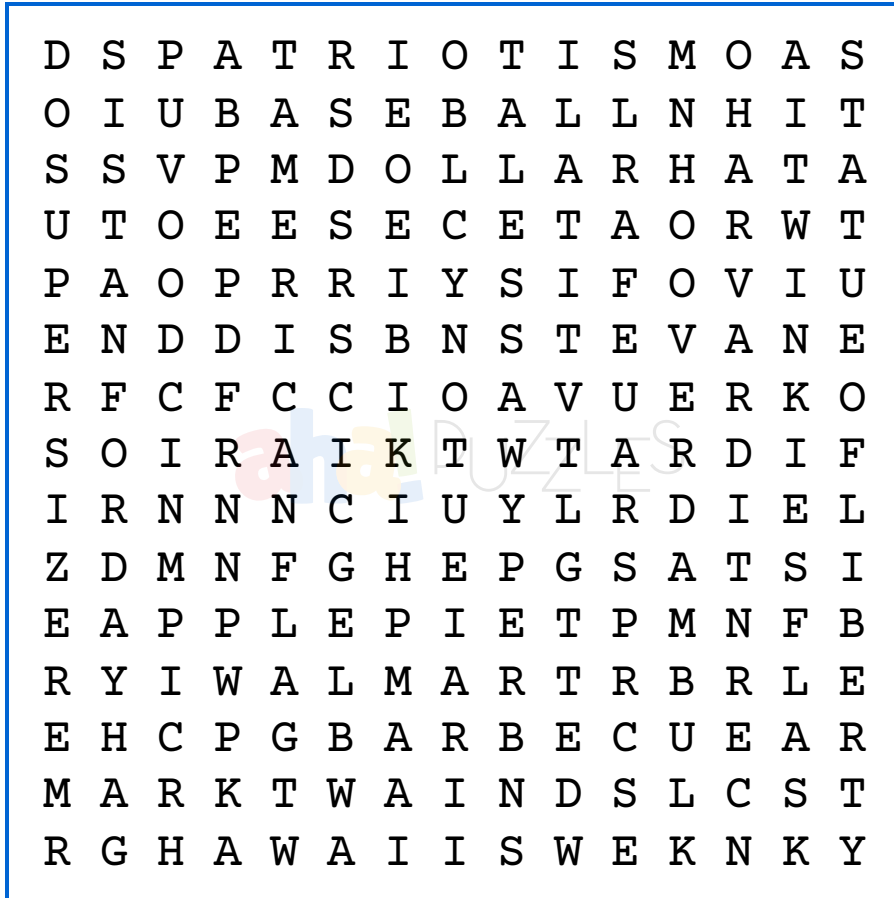 D S P A T R I O T I S M O A S
O I U B A S E B A L L N H I T
S S V P M D O L L A R H A T A
U T O E E S E C E T A O R W T
P A O P R R I Y S I F O V I U
E N D D I S B N S T E V A N E
R F C F C C I O A V U E R K O
S O I R A I K T W T A R D I F
I R N N N C I U Y L R D I E L
Z D M N F G H E P G S A T S I
E A P P L E P I E T P M N F B
R Y I W A L M A R T R B R L E
E H C P G B A R B E C U E A R
M A R K T W A I N D S L C S T
R G H A W A I I S W E K N K Y
aha! PUZZLES